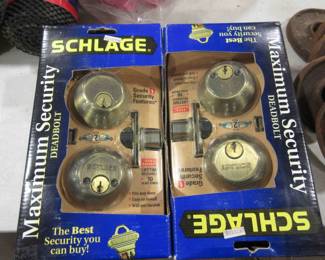 SCHLAGE
Maximum Security
DEADBOLT
Grade 1
Security
Features*
The Best
Security you
can buy!
The Best
Security you
can buy!
Maximum Security
DEADBOLT
Grade 1
Security
Features*
SCHLAGE